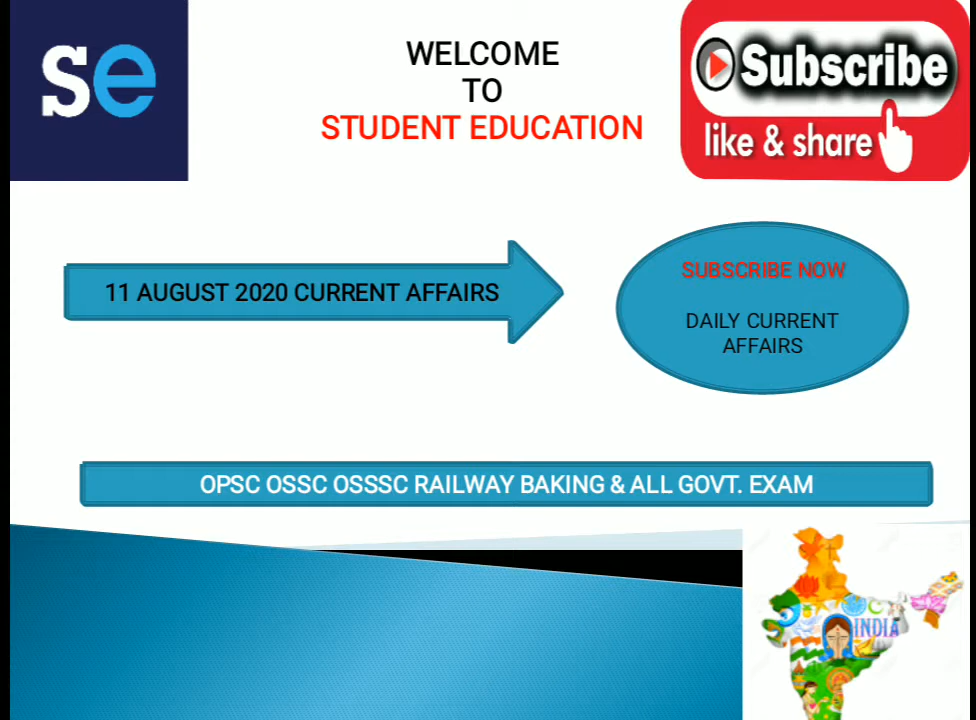 se
WELCOME
TO
STUDENT EDUCATION
Subscribe
like & share
11 AUGUST 2020 CURRENT AFFAIRS
SUBSCRIBE NOW
DAILY CURRENT
AFFAIRS
OPSC OSSC OSSSC RAILWAY BAKING & ALL GOVT. EXAM
INDIA